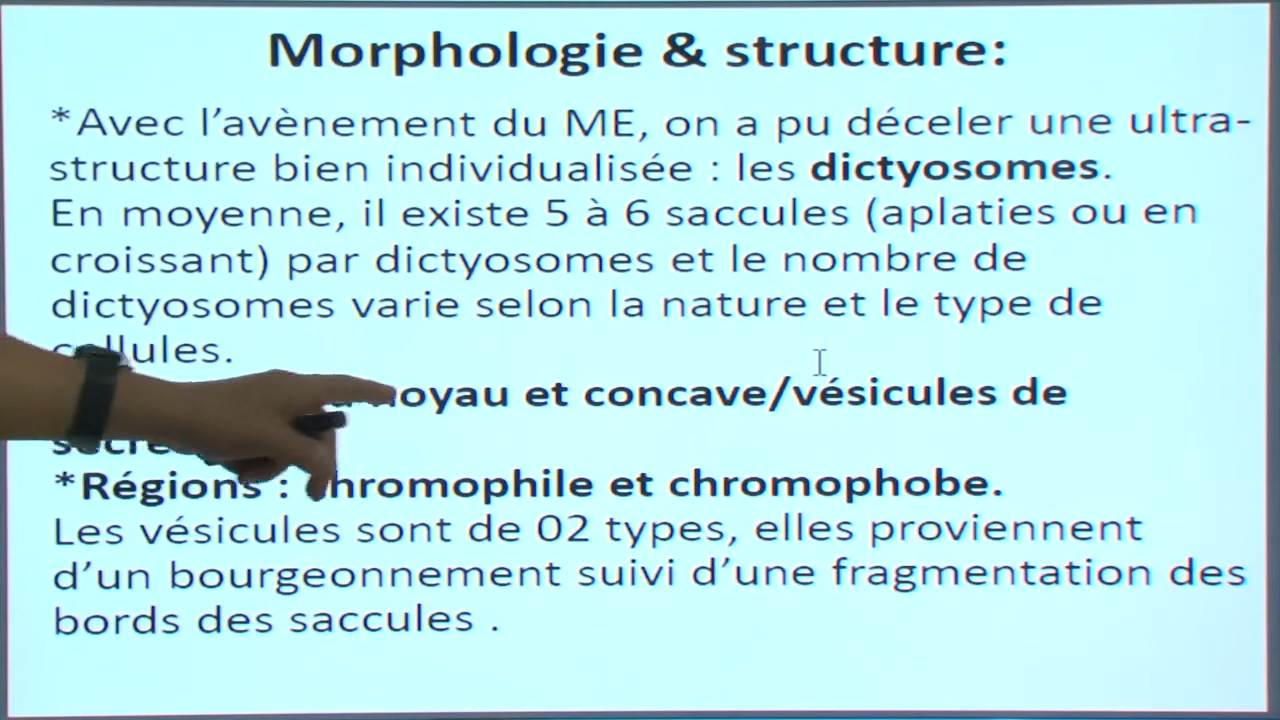 Morphologie & structure:
*Avec l'avènement du ME, on a pu déceler une ultra-
structure bien individualisée : les dictyosomes.
En moyenne, il existe 5 à 6 saccules (aplaties ou en
croissant) par dictyosomes et le nombre de
dictyosomes varie selon la nature et le type de
cellules.
et concave/vésicules de
*Régions : chromophile et chromophobe.
Les vésicules sont de 02 types, elles proviennent
d'un bourgeonnement suivi d'une fragmentation des
bords des saccules .